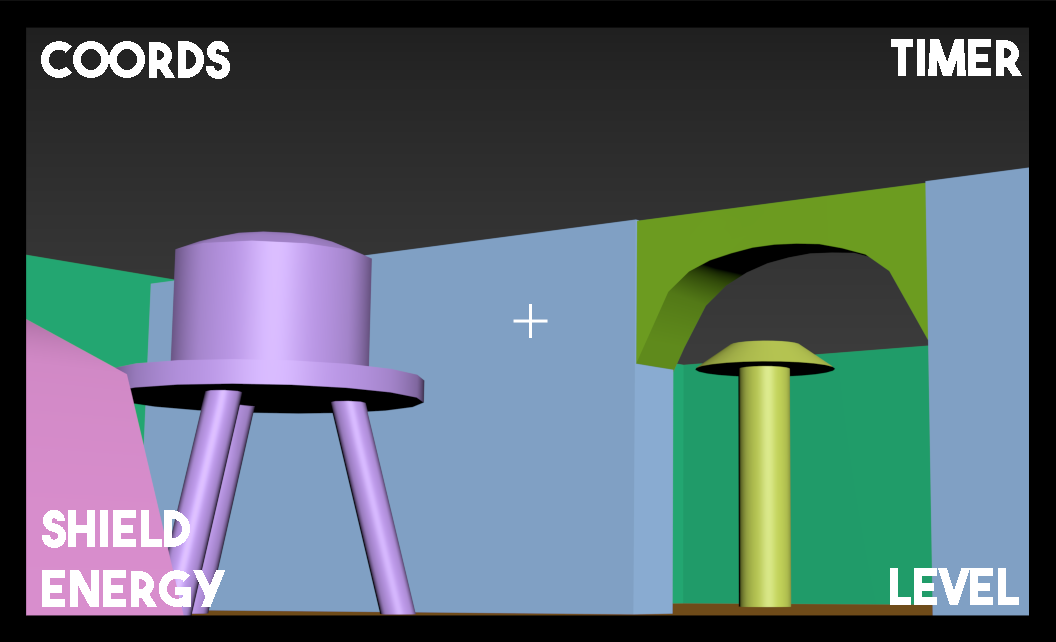 COORDS
TIMER
SHIELD
ENERGY
LEVEL